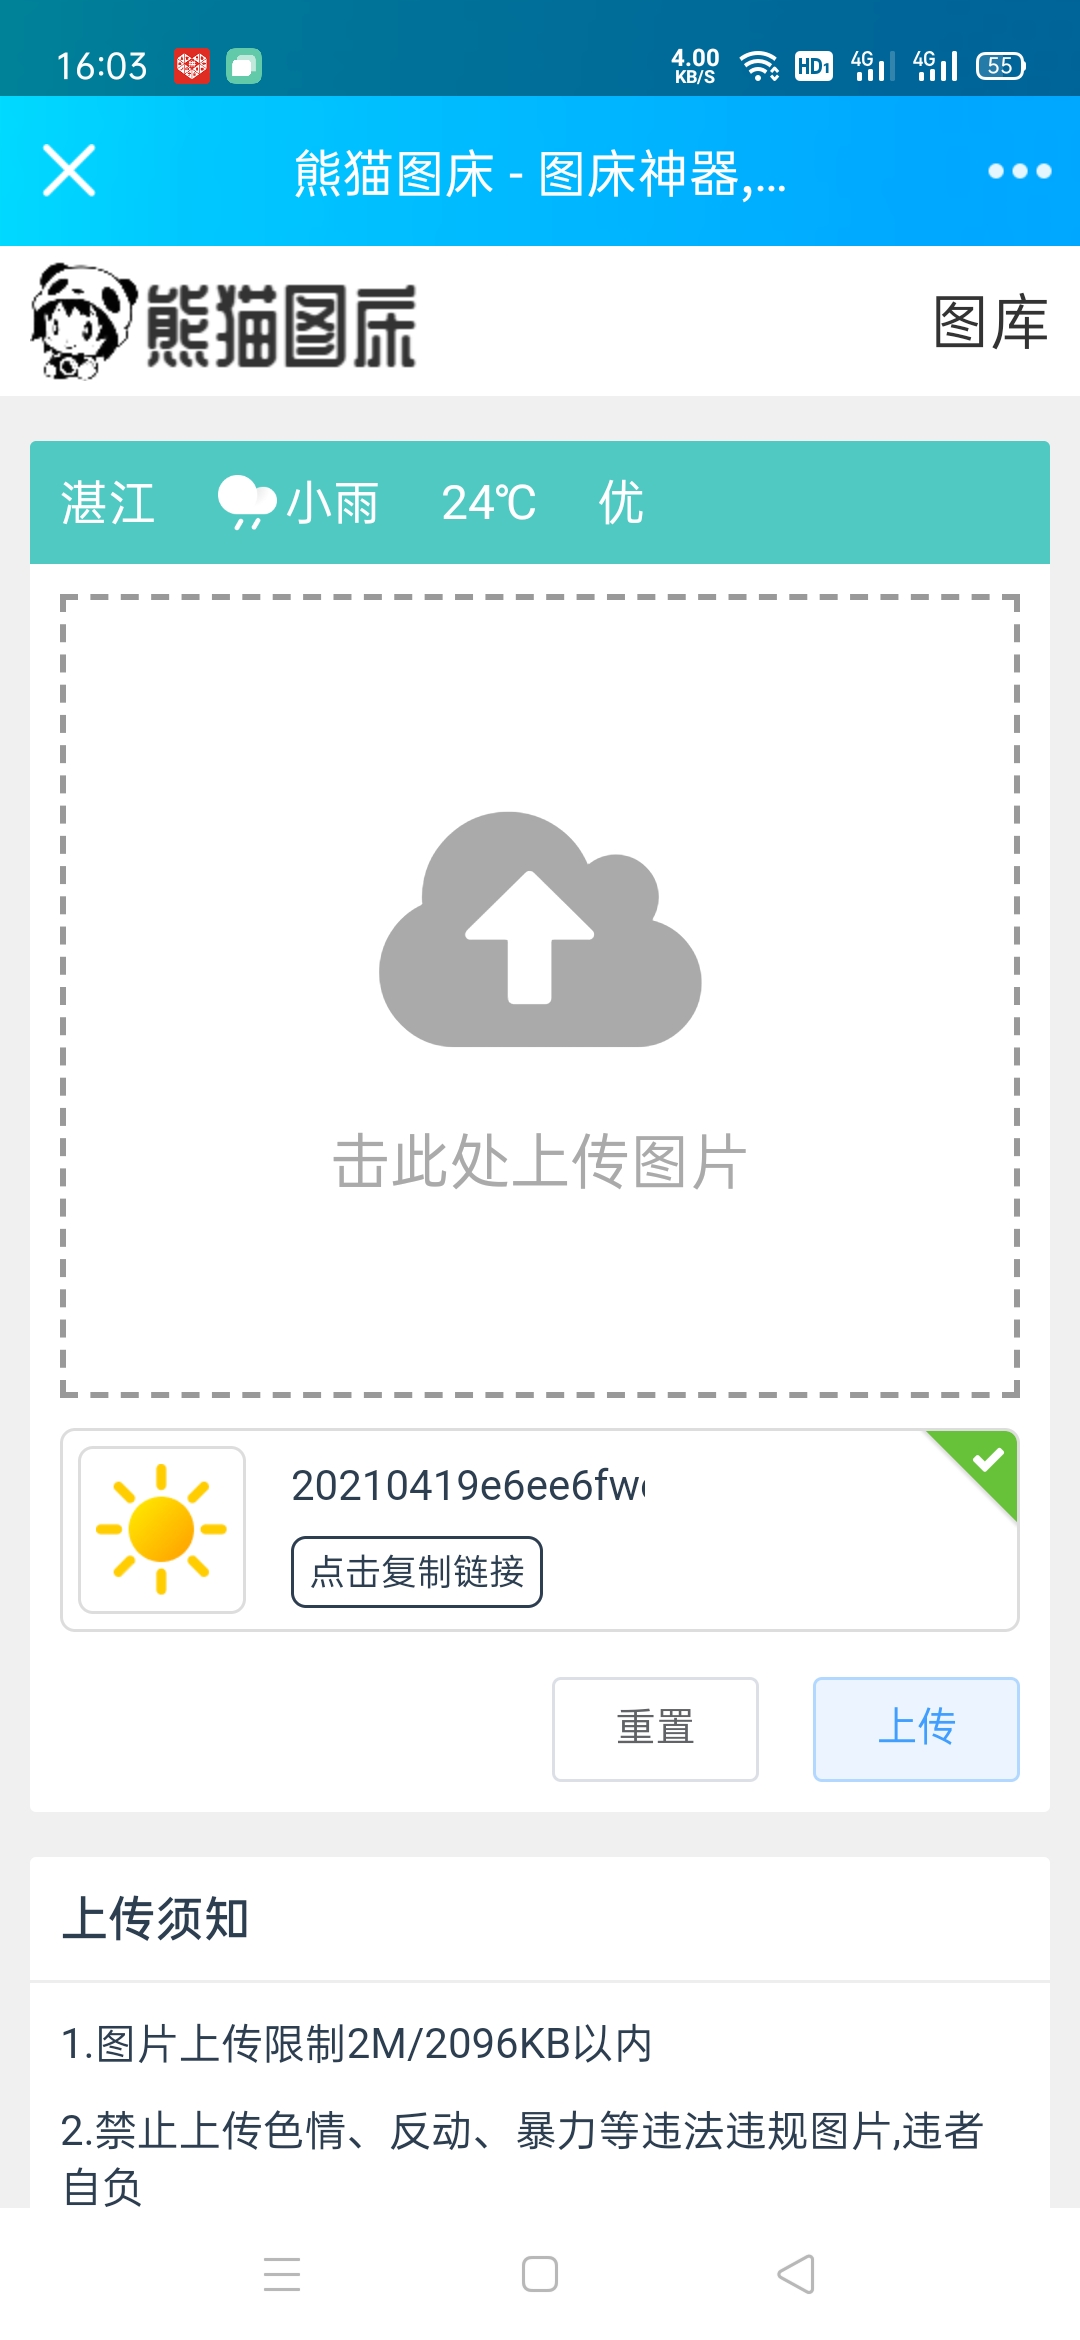 16:03 4.00 KB/S HD1 4G 4G 55
熊猫图床 - 图床神器,...
熊猫图床 图库
湛江 小雨 24℃ 优
击此处上传图片
20210419e6ee6fw
点击复制链接
重置 上传
上传须知
1.图片上传限制2M/2096KB以内
2.禁止上传色情、反动、暴力等违法违规图片,违者
自负